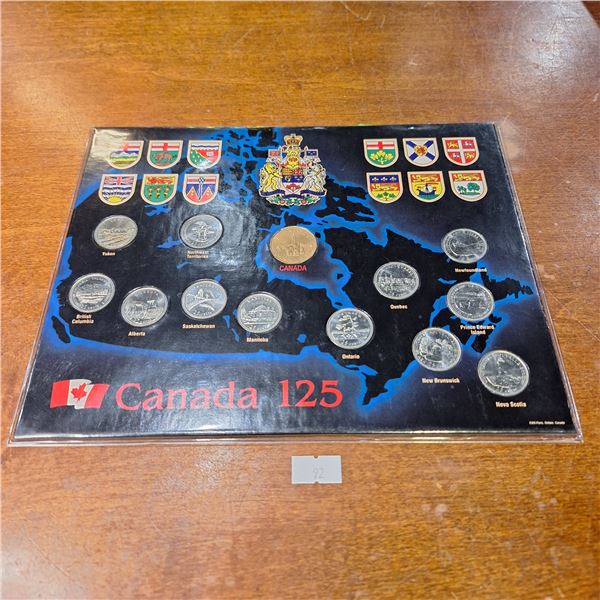 Yukon
Northwest
Territories
CANADA
Newfoundland
British
Columbia
Alberta
Saskatchewan
Manitoba
Ontario
Quebec
Prince Edward
Island
New Brunswick
Nova Scotia
Canada 125
92